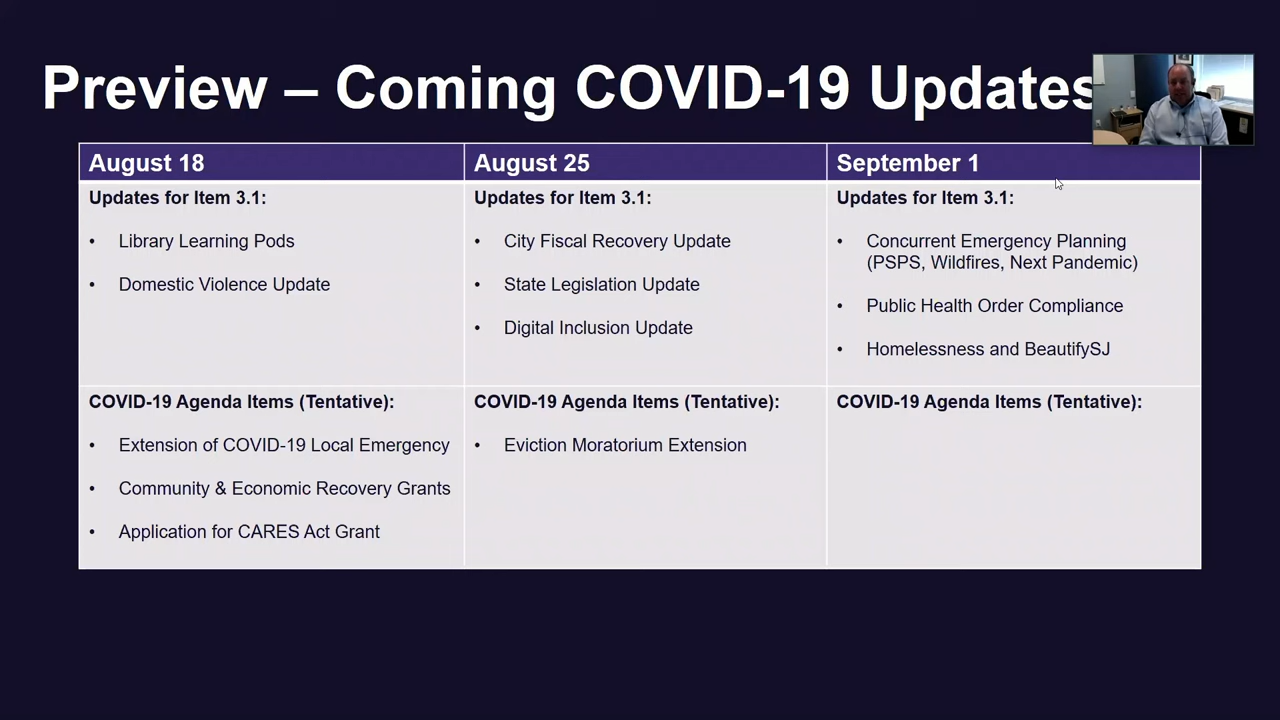 Preview – Coming COVID-19 Updates
August 18
Updates for Item 3.1:
• Library Learning Pods
• Domestic Violence Update
COVID-19 Agenda Items (Tentative):
• Extension of COVID-19 Local Emergency
• Community & Economic Recovery Grants
• Application for CARES Act Grant
August 25
Updates for Item 3.1:
• City Fiscal Recovery Update
• State Legislation Update
• Digital Inclusion Update
COVID-19 Agenda Items (Tentative):
• Eviction Moratorium Extension
September 1
Updates for Item 3.1:
• Concurrent Emergency Planning
(PSPS, Wildfires, Next Pandemic)
• Public Health Order Compliance
• Homelessness and BeautifySJ
COVID-19 Agenda Items (Tentative):